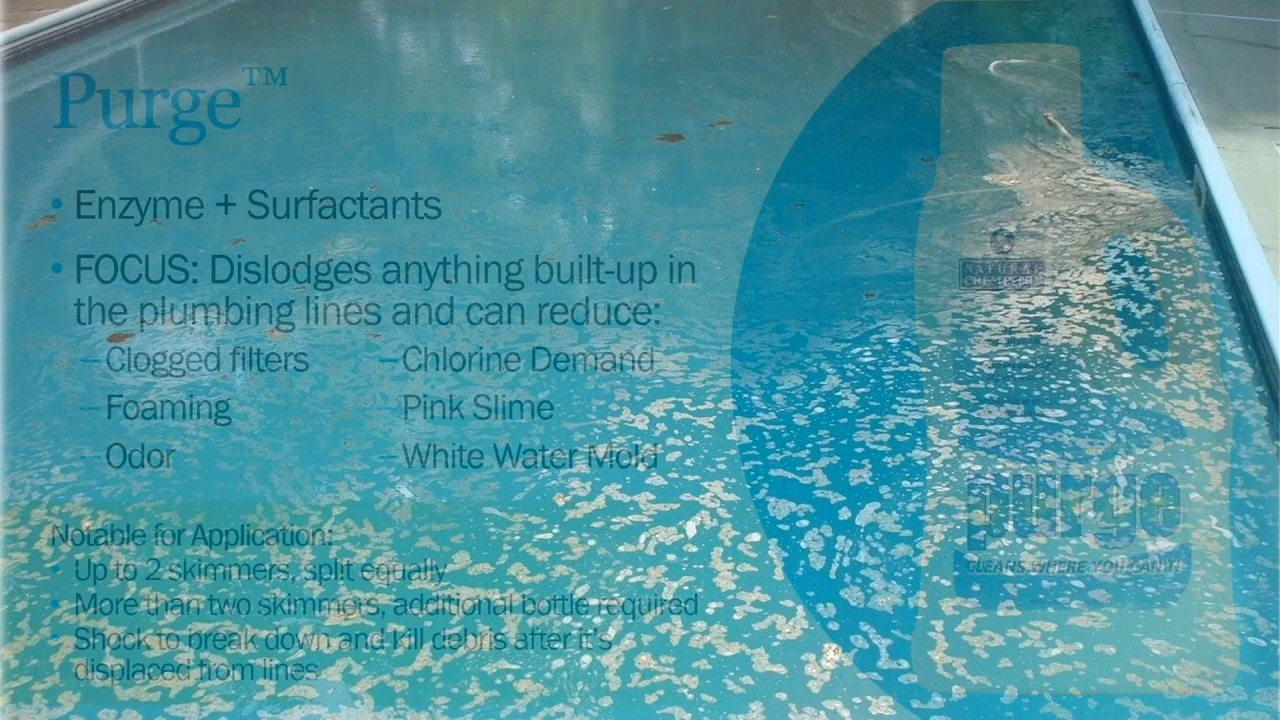 Purge™
• Enzyme + Surfactants
• FOCUS: Dislodges anything built-up in
the plumbing lines and can reduce:
– Clogged filters
– Foaming
– Odor
– Chlorine Demand
– Pink Slime
– White Water Mold
Notable for Application:
• Up to 2 skimmers, split equally
• More than two skimmers, additional bottle required
• Shock to break down and kill debris after it's
displaced from lines
NATURAL
CHEMISTRY
purge
CLEANS WHERE YOU CAN'T!